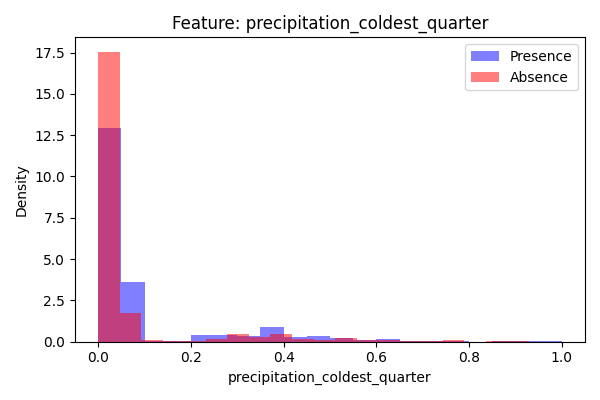 Feature: precipitation_coldest_quarter
Presence
Absence
Density
17.5
15.0
12.5
10.0
7.5
5.0
2.5
0.0
0.0 0.2 0.4 0.6 0.8 1.0
precipitation_coldest_quarter